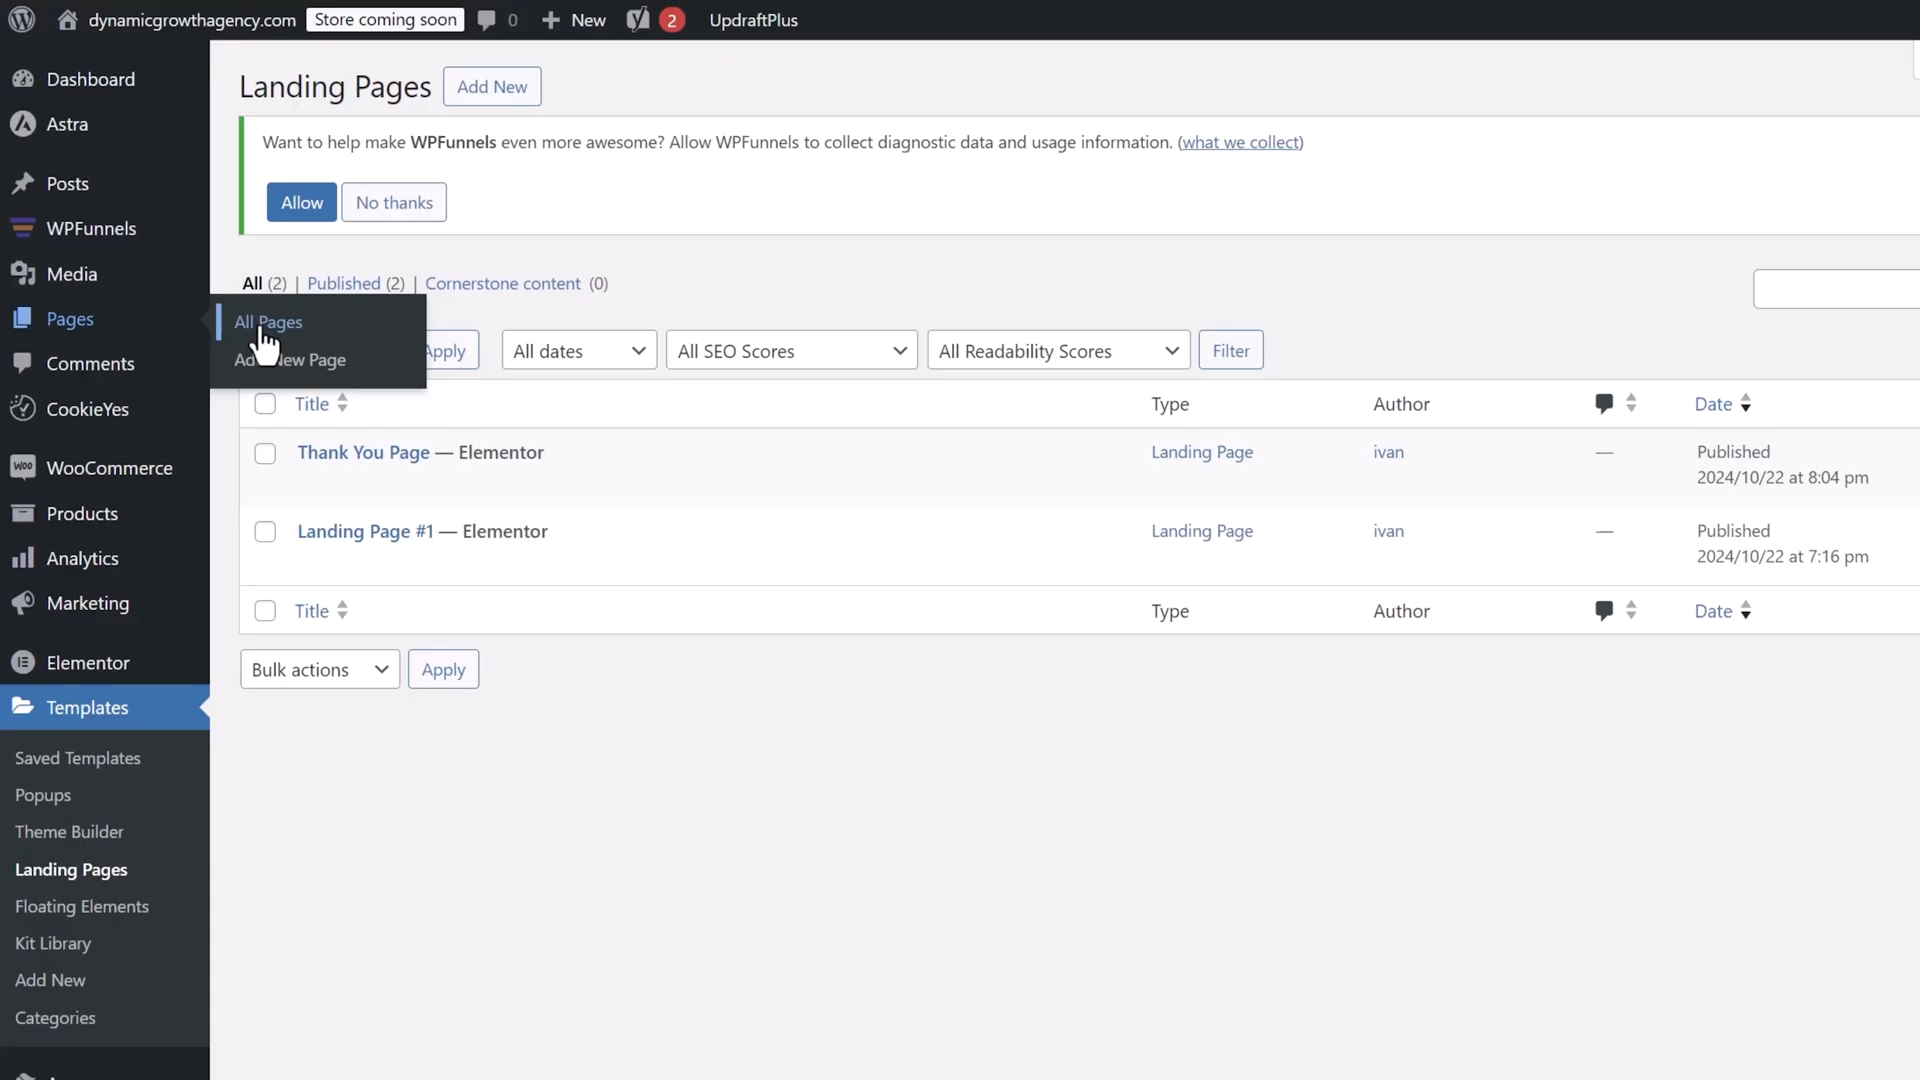 dynamicgrowthagency.com Store coming soon 0 New 2 UpdraftPlus
Dashboard
Astra
Posts
WPFunnels
Media
Pages
Comments
CookieYes
WooCommerce
Products
Analytics
Marketing
Elementor
Templates
Saved Templates
Popups
Theme Builder
Landing Pages
Floating Elements
Kit Library
Add New
Categories
All Pages
New Page
Landing Pages Add New
Want to help make WPFunnels even more awesome? Allow WPFunnels to collect diagnostic data and usage information. (what we collect)
Allow No thanks
All (2) | Published (2) | Cornerstone content (0)
Apply All dates All SEO Scores All Readability Scores Filter
Title Type Author Date
Thank You Page — Elementor Landing Page ivan — Published
2024/10/22 at 8:04 pm
Landing Page #1 — Elementor Landing Page ivan — Published
2024/10/22 at 7:16 pm
Title Type Author Date
Bulk actions Apply